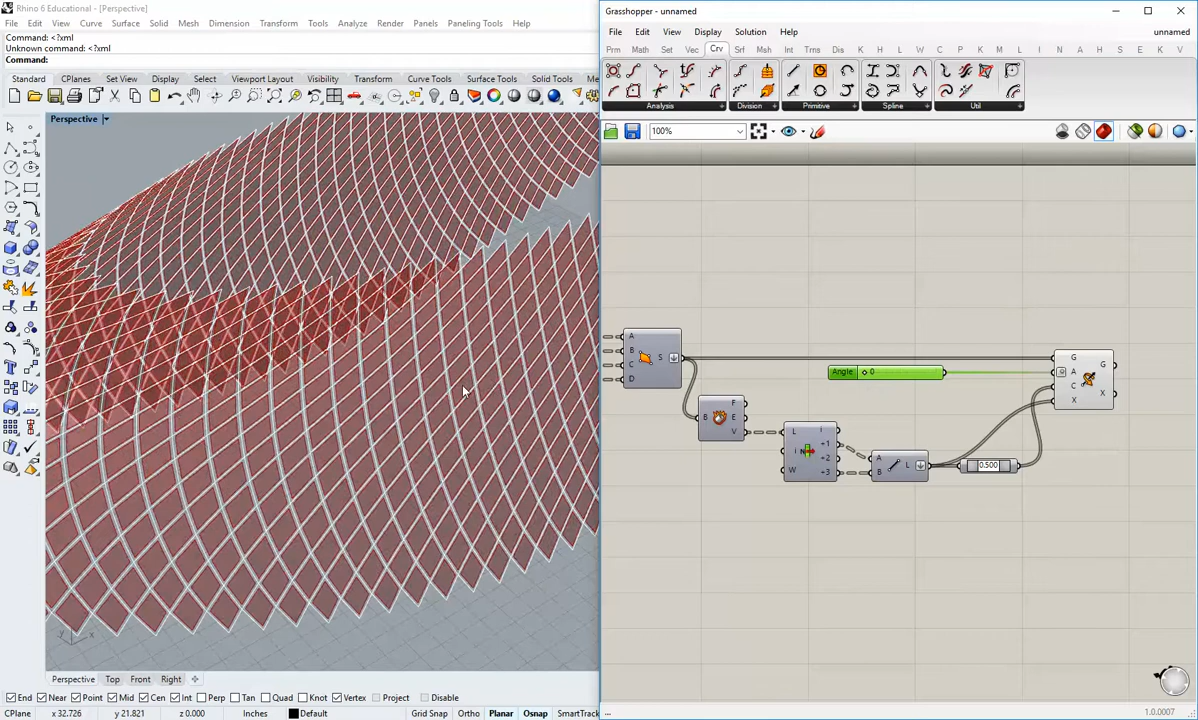 Rhino 6 Educational - [Perspective]
File Edit View Curve Surface Solid Mesh Dimension Transform Tools Analyze Render Panels Paneling Tools Help
Command: <?xml
Unknown command: <?xml
Command:
Standard CPlanes Set View Display Select Viewport Layout Visibility Transform Curve Tools Surface Tools Solid Tools Me
Perspective
y x
Perspective Top Front Right
End Near Point Mid Cen Int Perp Tan Quad Knot Vertex Project Disable
CPlane x 32.726 y 21.821 z 0.000 Inches Default Grid Snap Ortho Planar Osnap SmartTrack
Grasshopper - unnamed
File Edit View Display Solution Help unnamed
Prm Math Set Vec Crv Srf Msh Int Trns Dis K H L W C P K M L
Analysis Division Primitive Spline Util
100%
A
B S
C
D
Angle 0
G G
A
C
X X
F
B E
V
L i
i N +1
+2
W +3
A L
B
0.500
... 1.0.0007